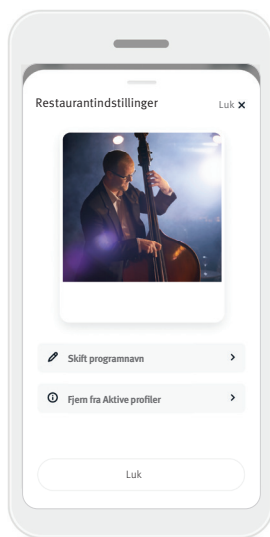 Restaurantindstillinger
Luk ×
Skift programnavn
Fjern fra Aktive profiler
Luk